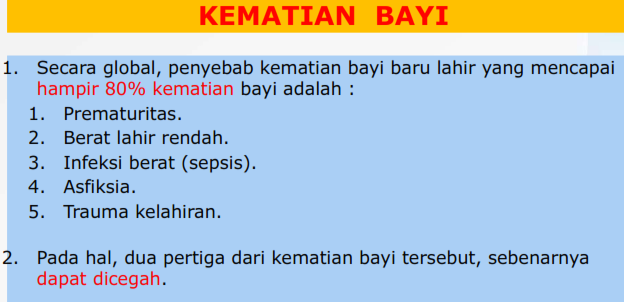 KEMATIAN BAYI
1. Secara global, penyebab kematian bayi baru lahir yang mencapai
hampir 80% kematian bayi adalah :
1. Prematuritas.
2. Berat lahir rendah.
3. Infeksi berat (sepsis).
4. Asfiksia.
5. Trauma kelahiran.
2. Pada hal, dua pertiga dari kematian bayi tersebut, sebenarnya
dapat dicegah.